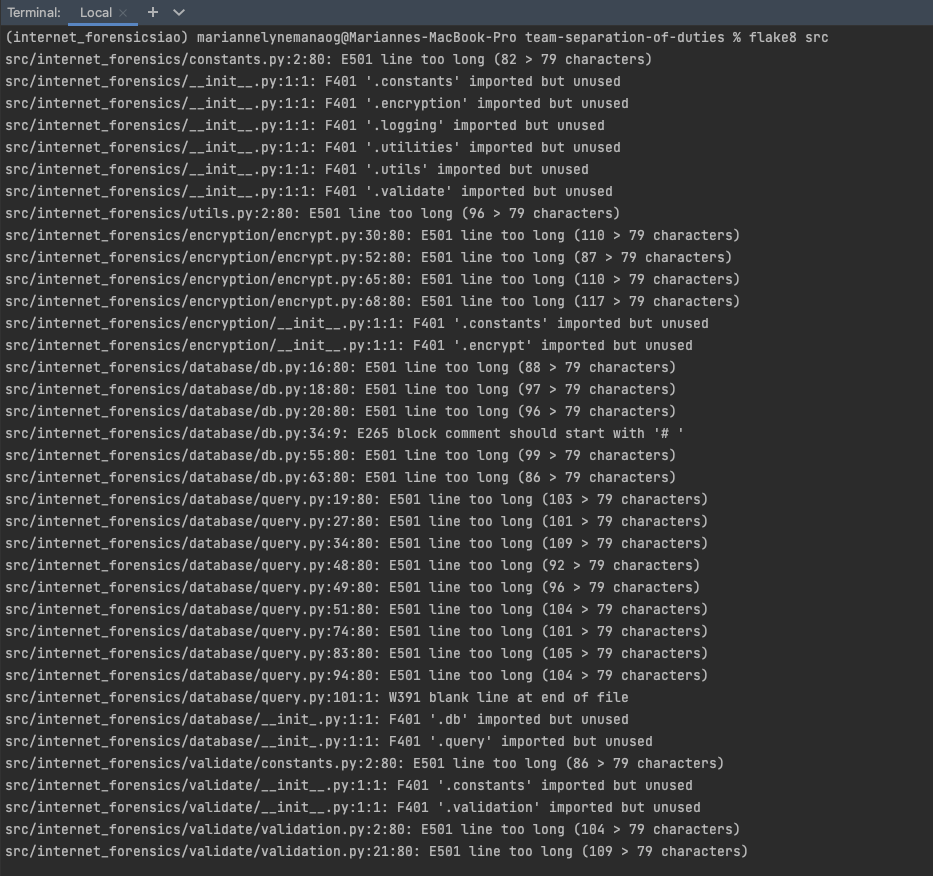 Terminal: Local × + ⌄
(internet_forensicsiao) mariannelynemanaog@Mariannes-MacBook-Pro team-separation-of-duties % flake8 src
src/internet_forensics/constants.py:2:80: E501 line too long (82 > 79 characters)
src/internet_forensics/__init__.py:1:1: F401 '.constants' imported but unused
src/internet_forensics/__init__.py:1:1: F401 '.encryption' imported but unused
src/internet_forensics/__init__.py:1:1: F401 '.logging' imported but unused
src/internet_forensics/__init__.py:1:1: F401 '.utilities' imported but unused
src/internet_forensics/__init__.py:1:1: F401 '.utils' imported but unused
src/internet_forensics/__init__.py:1:1: F401 '.validate' imported but unused
src/internet_forensics/utils.py:2:80: E501 line too long (96 > 79 characters)
src/internet_forensics/encryption/encrypt.py:30:80: E501 line too long (110 > 79 characters)
src/internet_forensics/encryption/encrypt.py:52:80: E501 line too long (87 > 79 characters)
src/internet_forensics/encryption/encrypt.py:65:80: E501 line too long (110 > 79 characters)
src/internet_forensics/encryption/encrypt.py:68:80: E501 line too long (117 > 79 characters)
src/internet_forensics/encryption/__init__.py:1:1: F401 '.constants' imported but unused
src/internet_forensics/encryption/__init__.py:1:1: F401 '.encrypt' imported but unused
src/internet_forensics/database/db.py:16:80: E501 line too long (88 > 79 characters)
src/internet_forensics/database/db.py:18:80: E501 line too long (97 > 79 characters)
src/internet_forensics/database/db.py:20:80: E501 line too long (96 > 79 characters)
src/internet_forensics/database/db.py:34:9: E265 block comment should start with '# '
src/internet_forensics/database/db.py:55:80: E501 line too long (99 > 79 characters)
src/internet_forensics/database/db.py:63:80: E501 line too long (86 > 79 characters)
src/internet_forensics/database/query.py:19:80: E501 line too long (103 > 79 characters)
src/internet_forensics/database/query.py:27:80: E501 line too long (101 > 79 characters)
src/internet_forensics/database/query.py:34:80: E501 line too long (109 > 79 characters)
src/internet_forensics/database/query.py:48:80: E501 line too long (92 > 79 characters)
src/internet_forensics/database/query.py:49:80: E501 line too long (96 > 79 characters)
src/internet_forensics/database/query.py:51:80: E501 line too long (104 > 79 characters)
src/internet_forensics/database/query.py:74:80: E501 line too long (101 > 79 characters)
src/internet_forensics/database/query.py:83:80: E501 line too long (105 > 79 characters)
src/internet_forensics/database/query.py:94:80: E501 line too long (104 > 79 characters)
src/internet_forensics/database/query.py:101:1: W391 blank line at end of file
src/internet_forensics/database/__init_.py:1:1: F401 '.db' imported but unused
src/internet_forensics/database/__init_.py:1:1: F401 '.query' imported but unused
src/internet_forensics/validate/constants.py:2:80: E501 line too long (86 > 79 characters)
src/internet_forensics/validate/__init__.py:1:1: F401 '.constants' imported but unused
src/internet_forensics/validate/__init__.py:1:1: F401 '.validation' imported but unused
src/internet_forensics/validate/validation.py:2:80: E501 line too long (104 > 79 characters)
src/internet_forensics/validate/validation.py:21:80: E501 line too long (109 > 79 characters)